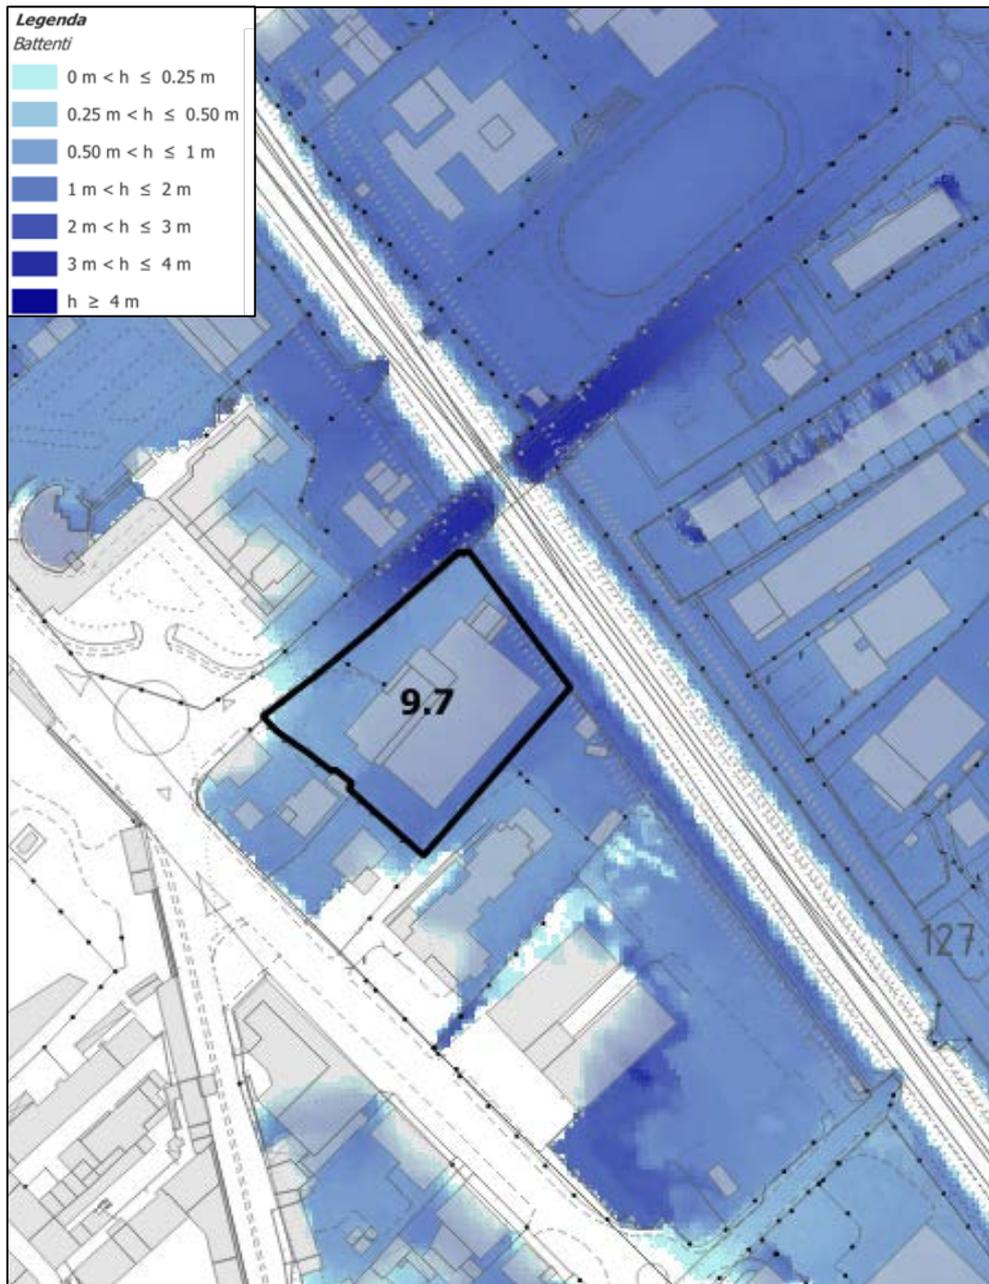 Legenda
Battenti
0 m < h ≤ 0.25 m
0.25 m < h ≤ 0.50 m
0.50 m < h ≤ 1 m
1 m < h ≤ 2 m
2 m < h ≤ 3 m
3 m < h ≤ 4 m
h ≥ 4 m
9.7
127.